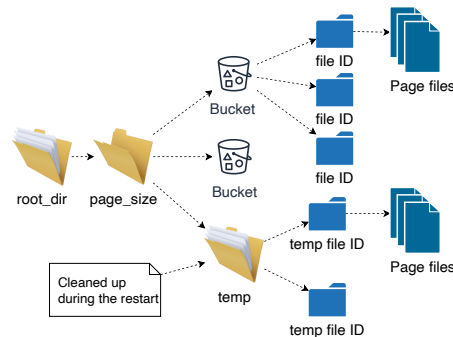 file ID
Page files
Bucket
file ID
file ID
root_dir
page_size
Bucket
temp file ID
Page files
Cleaned up
during the restart
temp
temp file ID